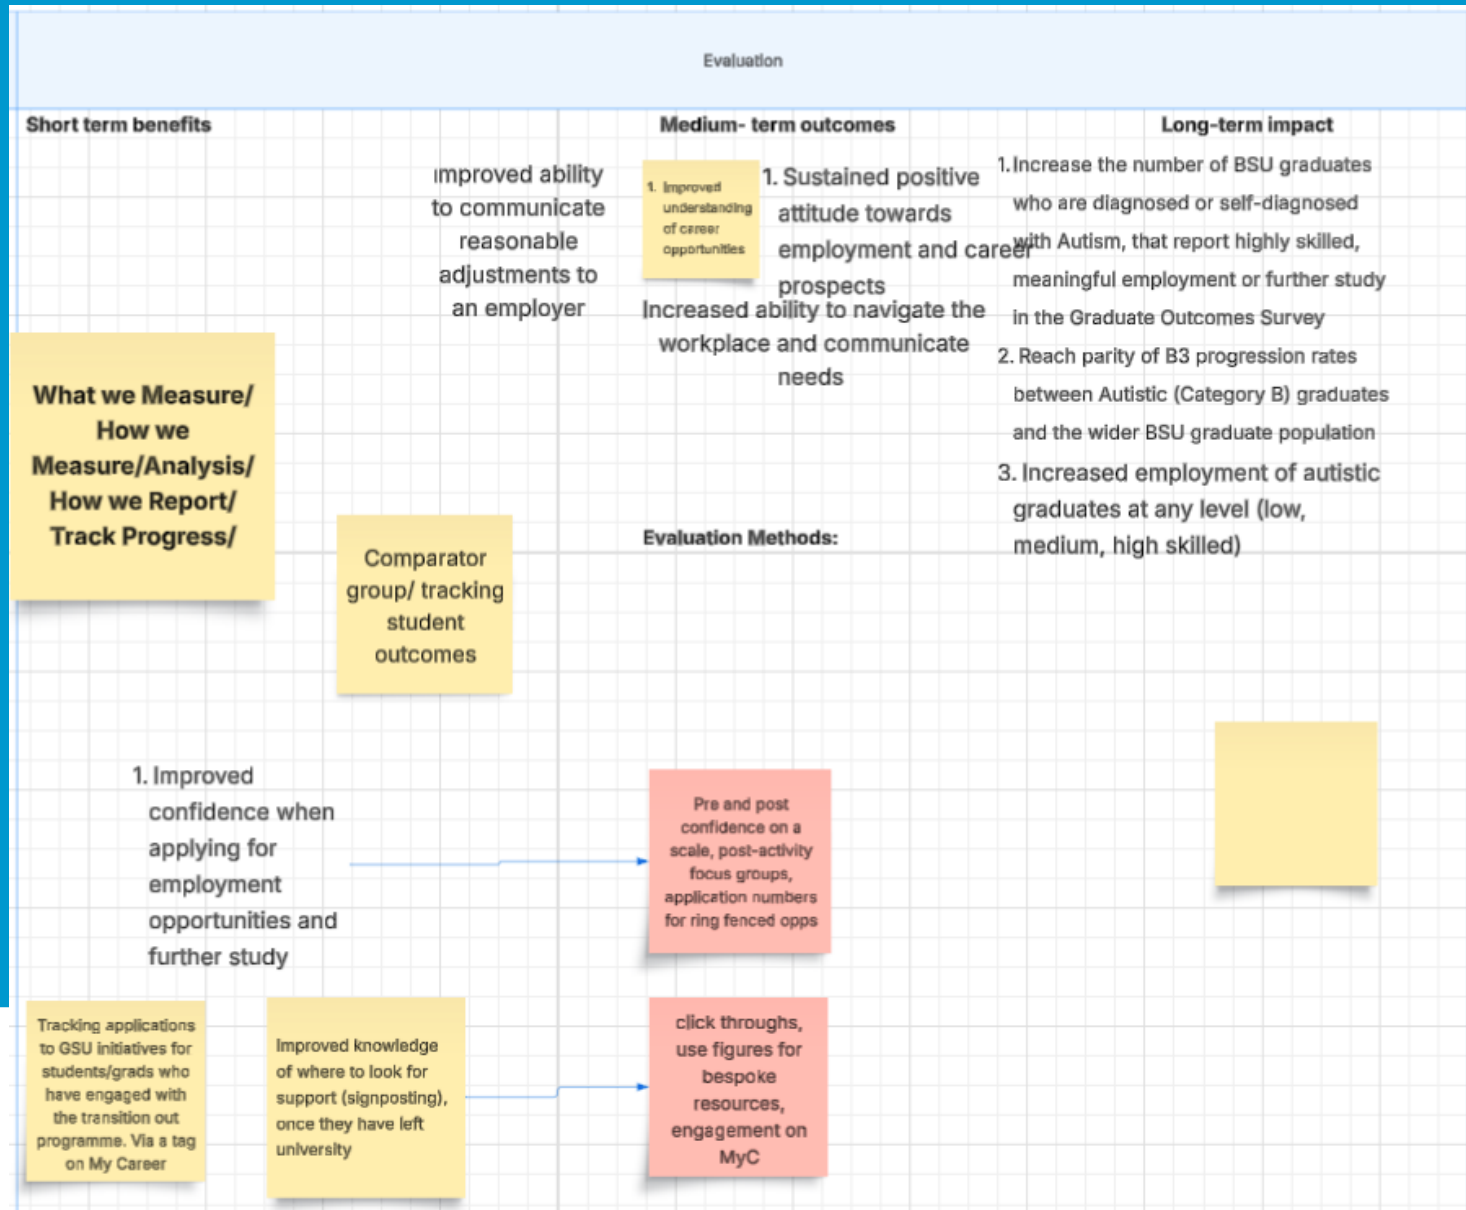 Evaluation
Short term benefits
Medium- term outcomes
Long-term impact
improved ability
to communicate
reasonable
adjustments to
an employer
1. Improved
understanding
of career
opportunities
1. Sustained positive
attitude towards
employment and career
prospects
Increased ability to navigate the
workplace and communicate
needs
1. Increase the number of BSU graduates
who are diagnosed or self-diagnosed
with Autism, that report highly skilled,
meaningful employment or further study
in the Graduate Outcomes Survey
2. Reach parity of B3 progression rates
between Autistic (Category B) graduates
and the wider BSU graduate population
3. Increased employment of autistic
graduates at any level (low,
medium, high skilled)
What we Measure/
How we
Measure/Analysis/
How we Report/
Track Progress/
Comparator
group/ tracking
student
outcomes
Evaluation Methods:
1. Improved
confidence when
applying for
employment
opportunities and
further study
Pre and post
confidence on a
scale, post-activity
focus groups,
application numbers
for ring fenced opps
Tracking applications
to GSU initiatives for
students/grads who
have engaged with
the transition out
programme. Via a tag
on My Career
Improved knowledge
of where to look for
support (signposting),
once they have left
university
click throughs,
use figures for
bespoke
resources,
engagement on
MyC